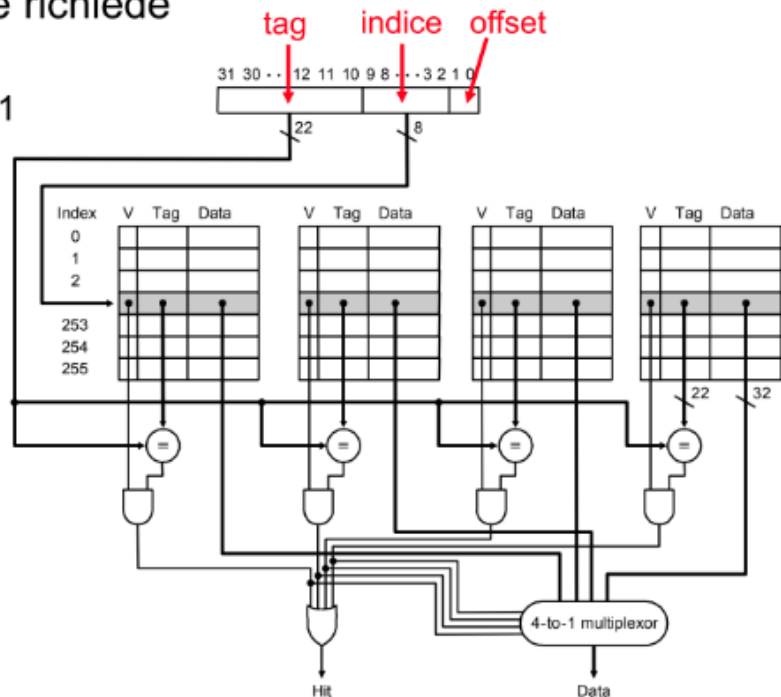 e richiede
tag indice offset
31 30 · · 12 11 10 9 8 · · · 3 2 1 0
1
22 8
Index V Tag Data V Tag Data V Tag Data V Tag Data
0
1
2
253
254
255
22 32
= = = =
4-to-1 multiplexor
Hit Data